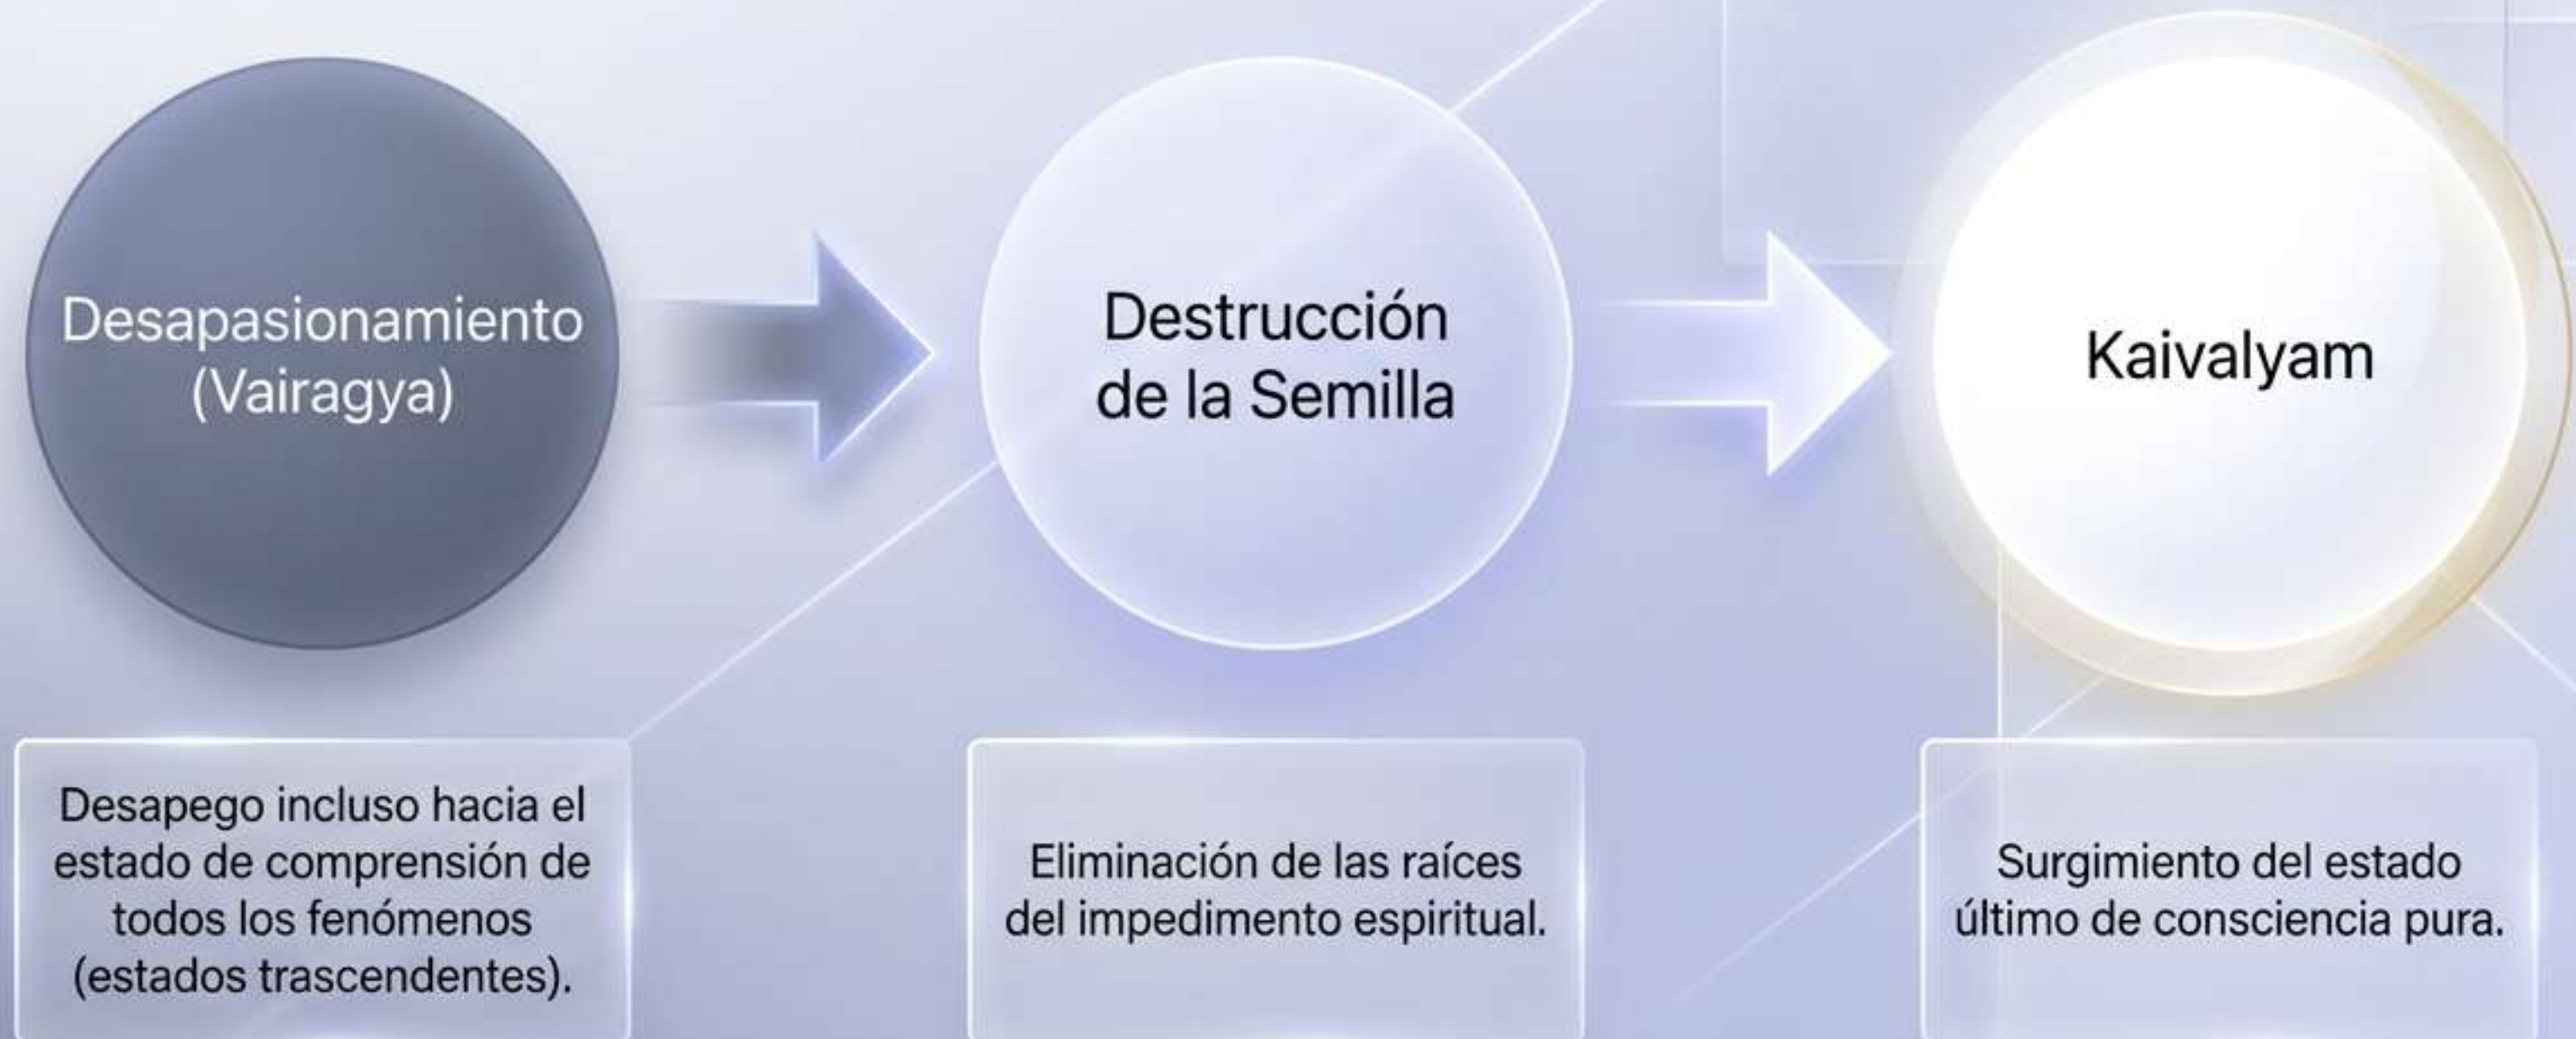 Desapasionamiento
(Vairagya)
Destrucción
de la Semilla
Kaivalyam
Desapego incluso hacia el
estado de comprensión de
todos los fenómenos
(estados trascendentes).
Eliminación de las raíces
del impedimento espiritual.
Surgimiento del estado
último de consciencia pura.